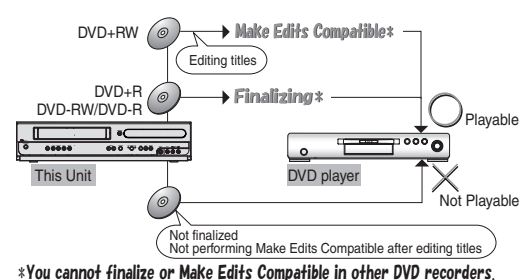 DVD+RW
Make Edits Compatible*
Editing titles
DVD+R
DVD-RW/DVD-R
Finalizing*
Playable
This Unit
DVD player
Not Playable
Not finalized
Not performing Make Edits Compatible after editing titles
*You cannot finalize or Make Edits Compatible in other DVD recorders.